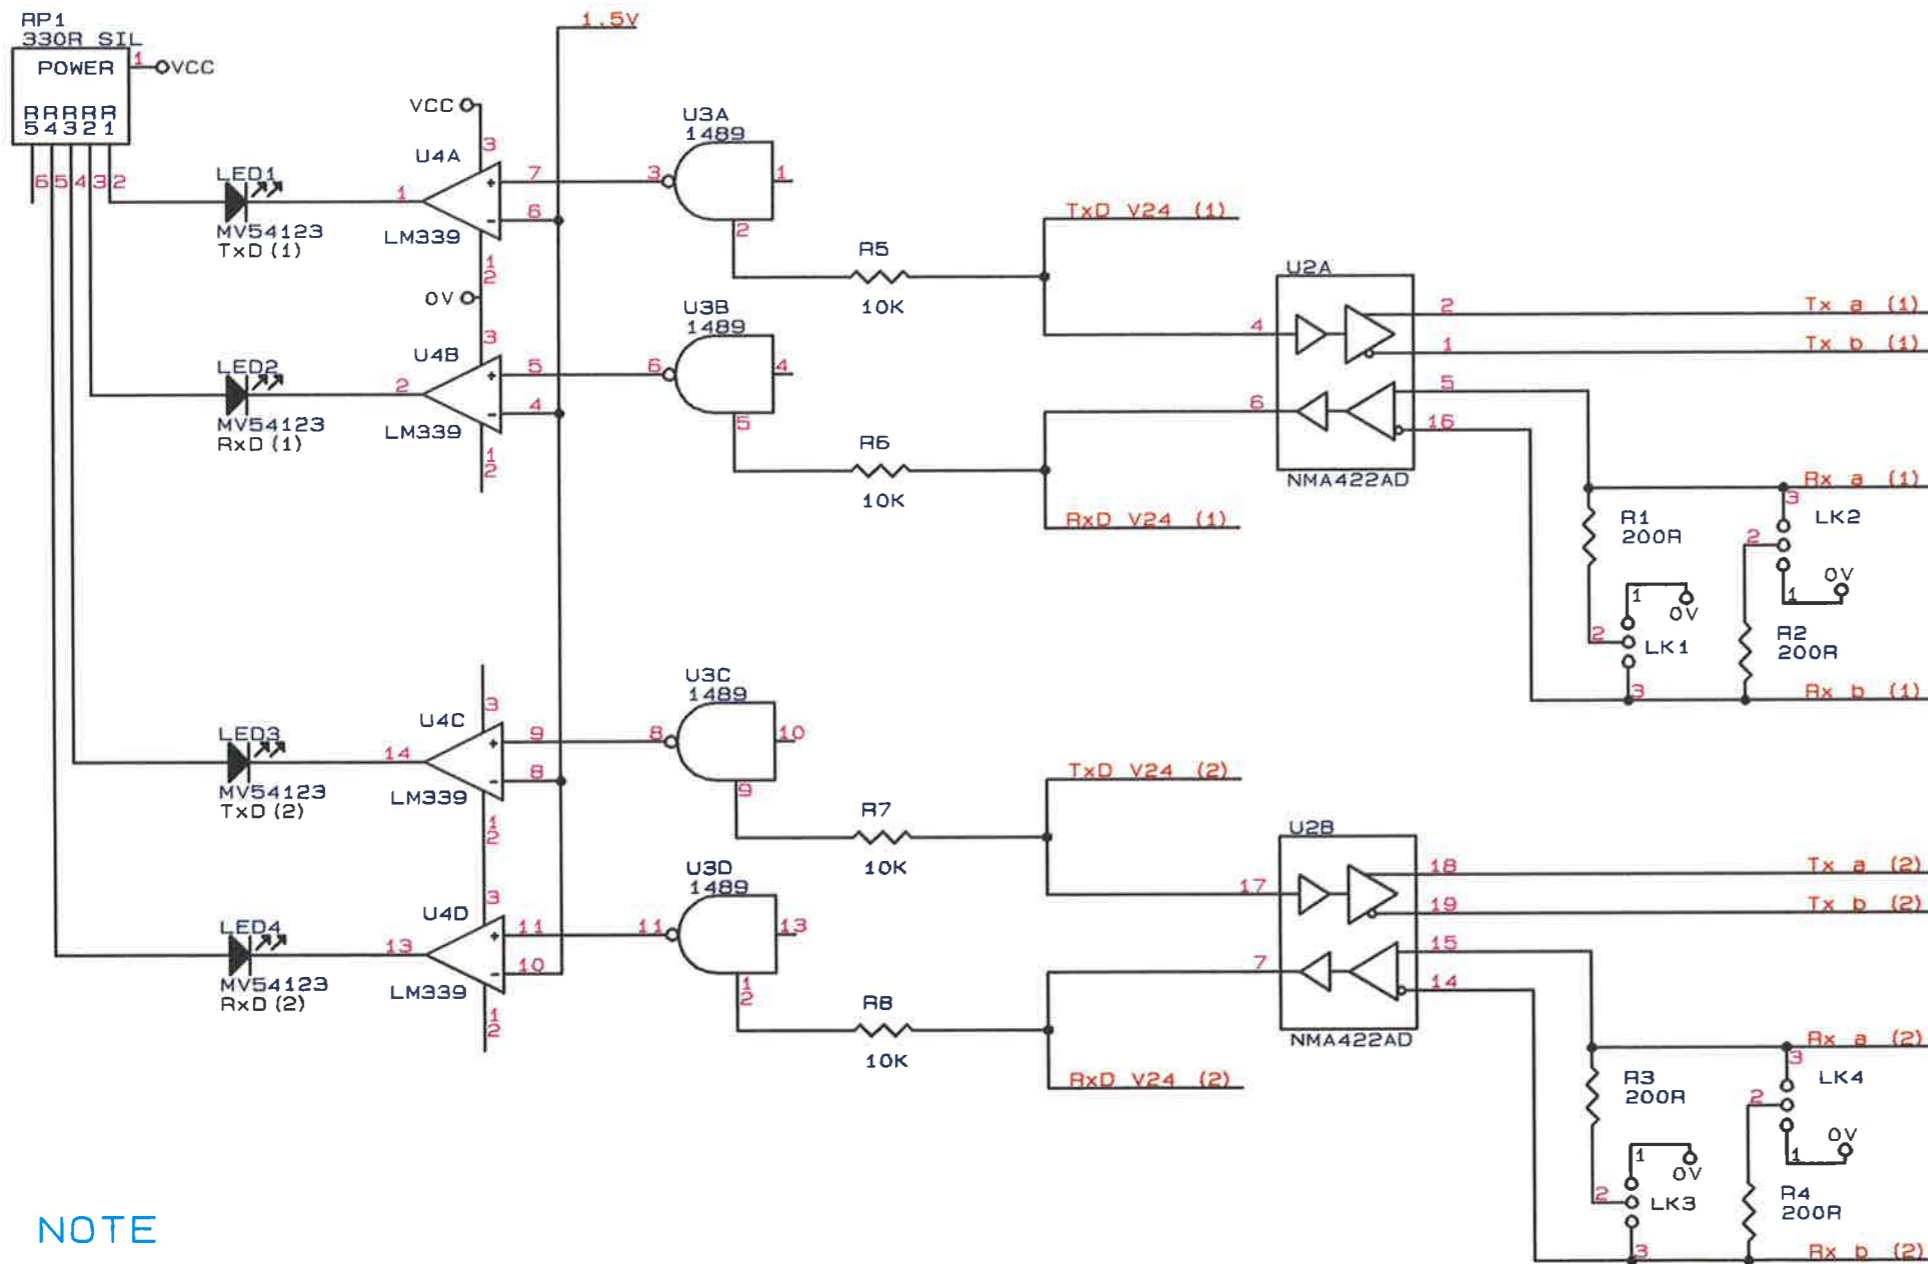 RP1
330R SIL
POWER
1
VCC
RRRRR
54321
6 5 4 3 2
1.5V
VCC
3
U4A
7
6
1
LM339
12
0V
LED1
MV54123
TxD (1)
U3A
1489
3
1
2
R5
10K
TxD V24 (1)
U2A
4
2
1
5
16
6
NMA422AD
Tx a (1)
Tx b (1)
3
U4B
5
4
2
LM339
12
LED2
MV54123
RxD (1)
U3B
1489
6
4
5
R6
10K
RxD V24 (1)
Rx a (1)
3
LK2
2
0V
1
R1
200R
1
0V
2
LK1
3
R2
200R
Rx b (1)
3
U4C
9
8
14
LM339
12
LED3
MV54123
TxD (2)
U3C
1489
8
10
9
R7
10K
TxD V24 (2)
U2B
17
18
19
15
14
7
NMA422AD
Tx a (2)
Tx b (2)
3
U4D
11
10
13
LM339
12
LED4
MV54123
RxD (2)
U3D
1489
11
13
12
R8
10K
RxD V24 (2)
Rx a (2)
3
LK4
2
0V
1
R3
200R
1
0V
2
LK3
3
R4
200R
Rx b (2)
NOTE